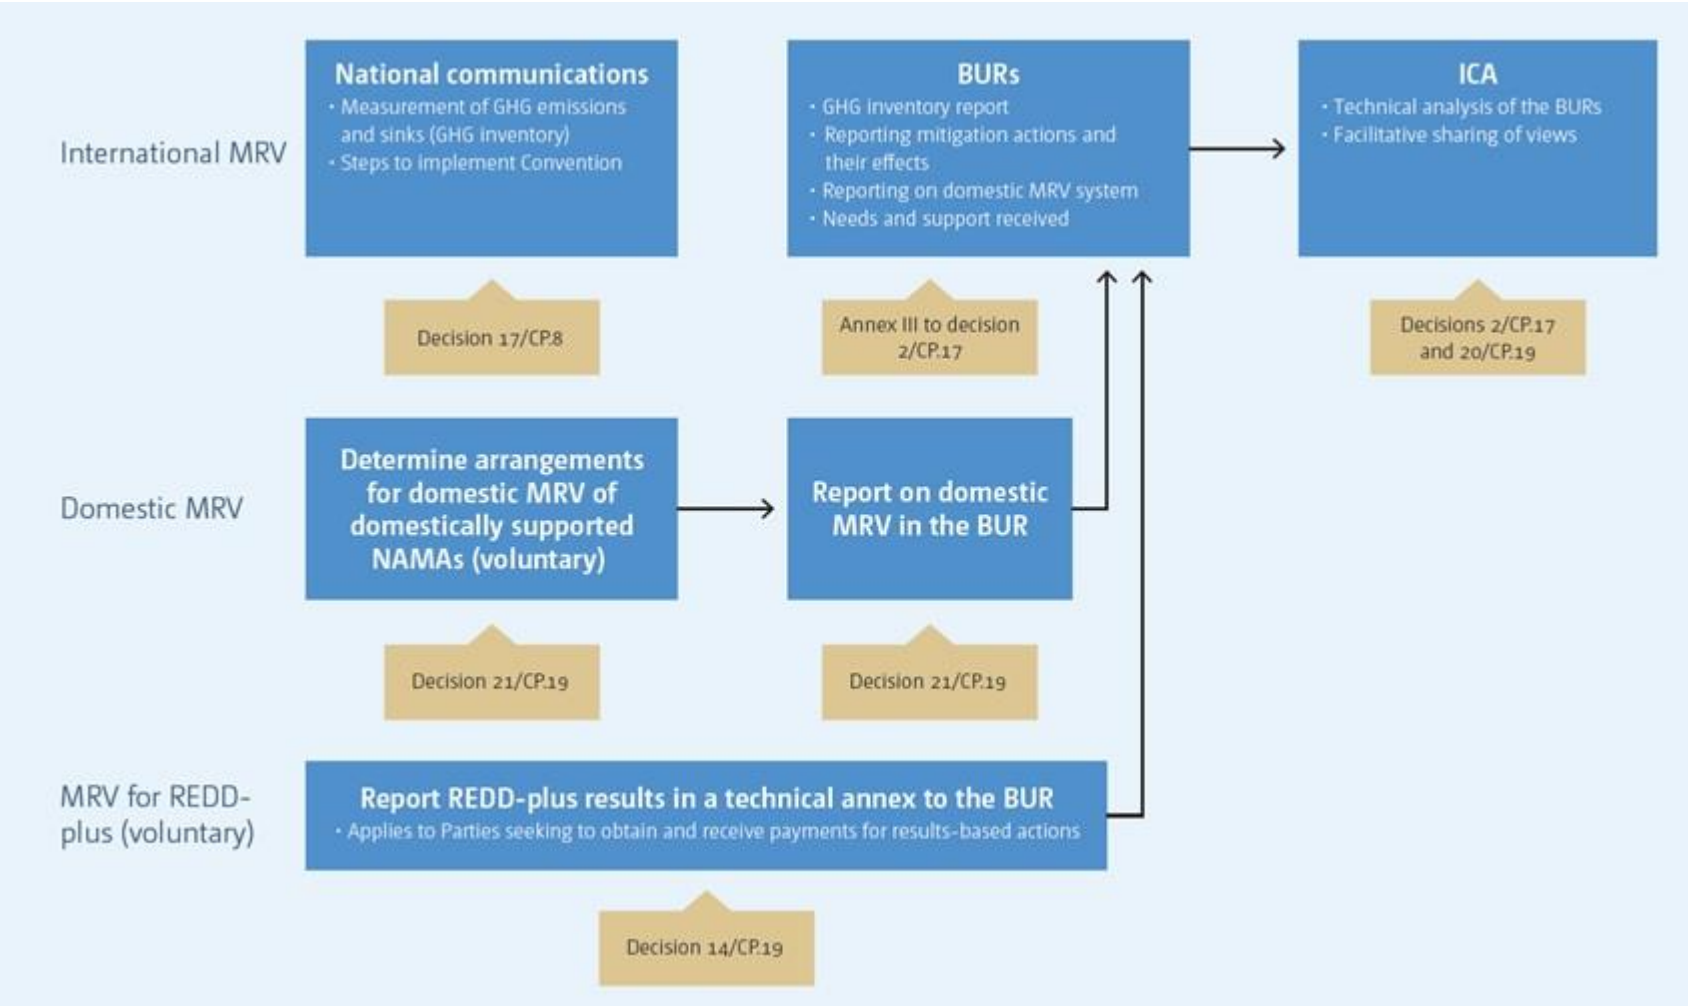 National communications
• Measurement of GHG emissions
and sinks (GHG inventory)
• Steps to implement Convention
BURs
• GHG inventory report
• Reporting mitigation actions and
their effects
• Reporting on domestic MRV system
• Needs and support received
ICA
• Technical analysis of the BURs
• Facilitative sharing of views
International MRV
Decision 17/CP.8
Annex III to decision
2/CP.17
Decisions 2/CP.17
and 20/CP.19
Domestic MRV
Determine arrangements
for domestic MRV of
domestically supported
NAMAs (voluntary)
Report on domestic
MRV in the BUR
Decision 21/CP.19
Decision 21/CP.19
MRV for REDD-
plus (voluntary)
Report REDD-plus results in a technical annex to the BUR
• Applies to Parties seeking to obtain and receive payments for results-based actions
Decision 14/CP.19